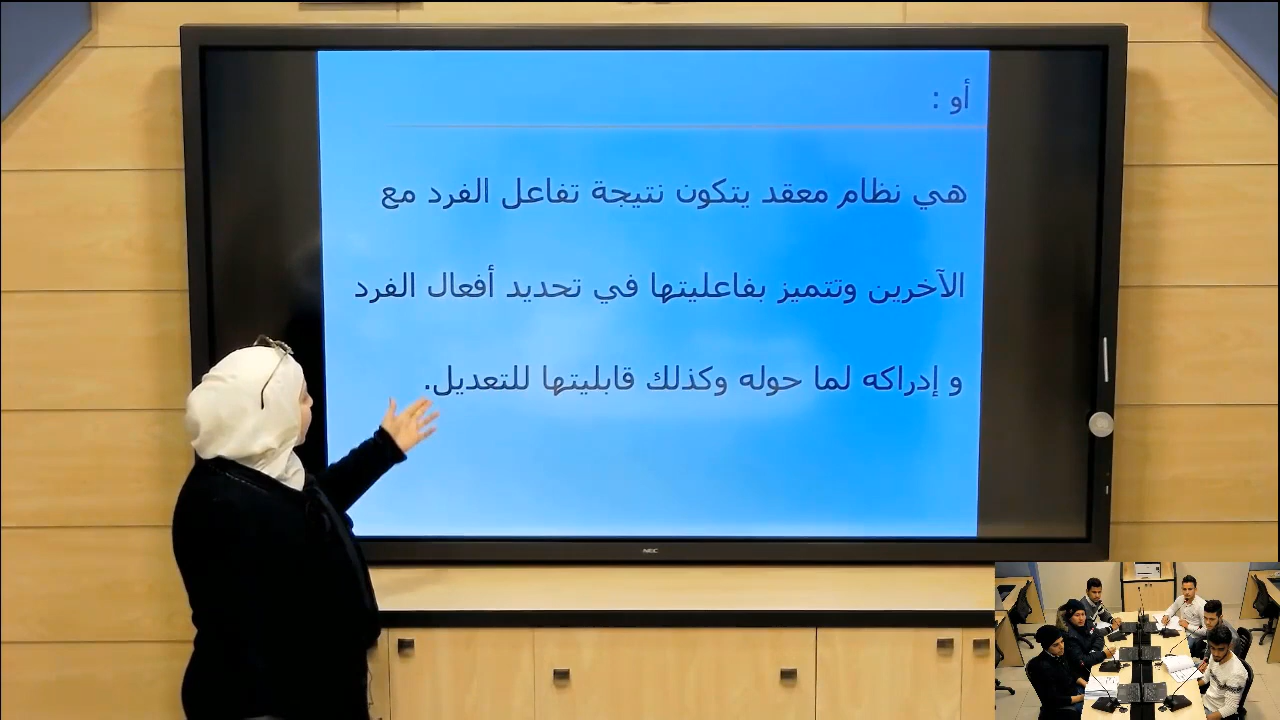 أو :
هي نظام معقد يتكون نتيجة تفاعل الفرد مع
الآخرين وتتميز بفاعليتها في تحديد أفعال الفرد
و إدراكه لما حوله وكذلك قابليتها للتعديل.
NEC